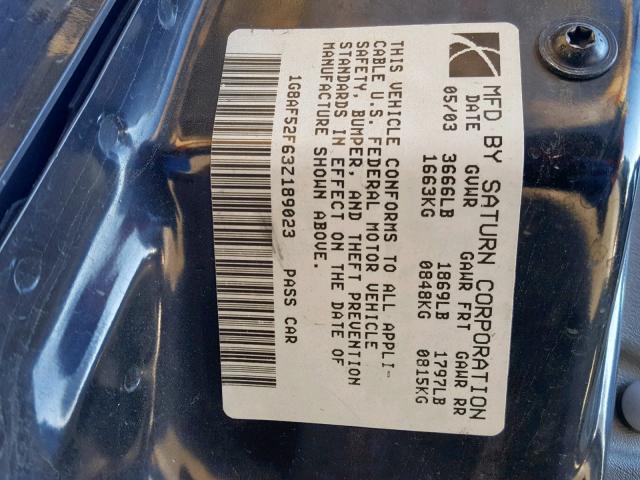 MFD BY SATURN CORPORATION
DATE GVWR GAWR FRT GAWR RR
05/03 3666LB 1869LB 1797LB
1663KG 0848KG 0815KG
THIS VEHICLE CONFORMS TO ALL APPLI-
CABLE U.S. FEDERAL MOTOR VEHICLE
SAFETY, BUMPER, AND THEFT PREVENTION
STANDARDS IN EFFECT ON THE DATE OF
MANUFACTURE SHOWN ABOVE.
1G8AF52F63Z189023 PASS CAR